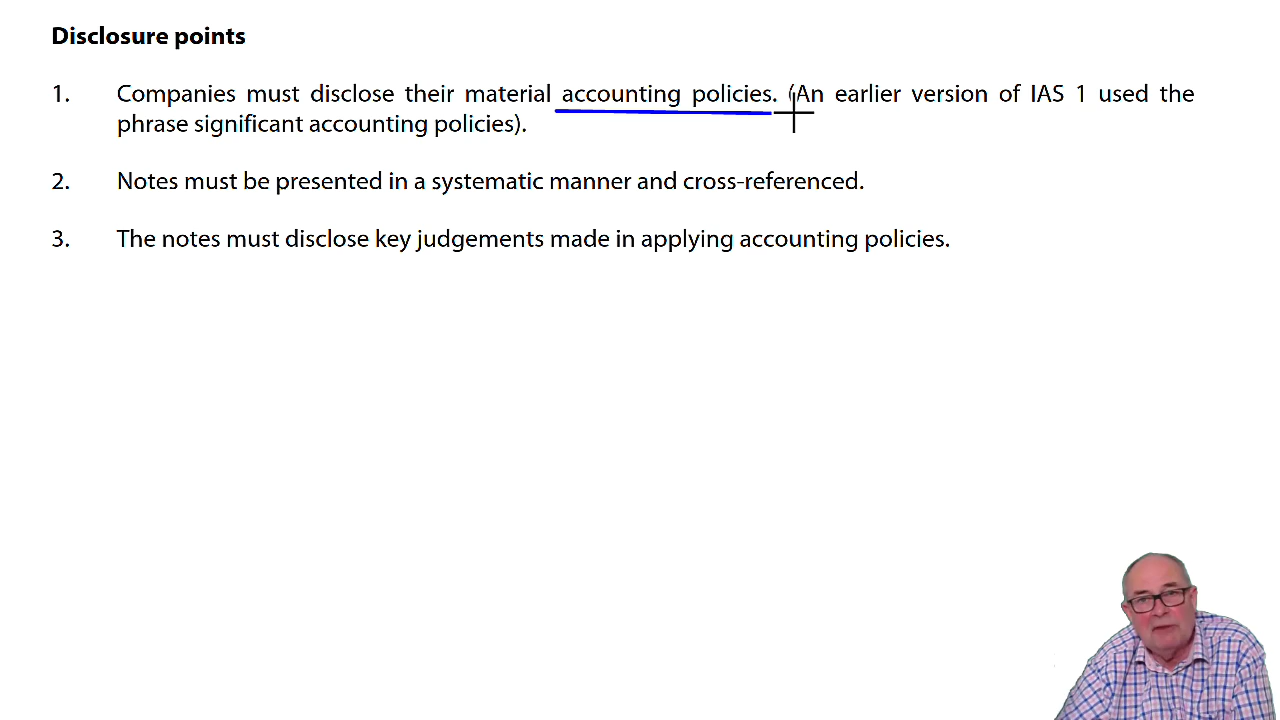 Disclosure points
1. Companies must disclose their material accounting policies. (An earlier version of IAS 1 used the
phrase significant accounting policies).
2. Notes must be presented in a systematic manner and cross-referenced.
3. The notes must disclose key judgements made in applying accounting policies.